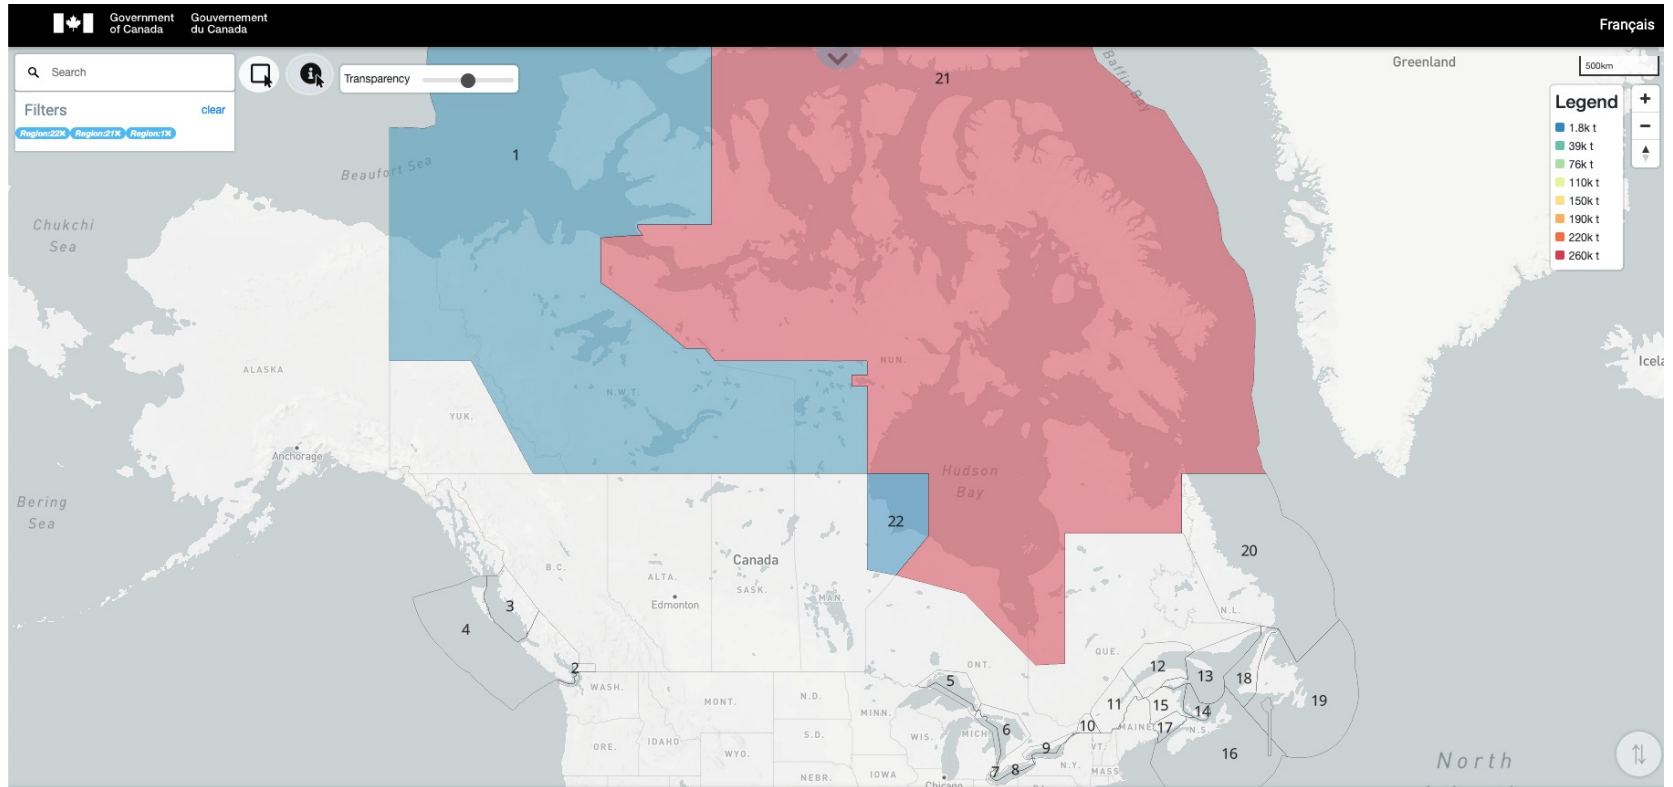 Government
of Canada
Gouvernement
du Canada
Français
Search
Transparency
Filters
clear
Region:22X Region:21X Region:1X
500km
Legend
1.8k t
39k t
76k t
110k t
150k t
190k t
220k t
260k t
+
−
Greenland
Baffin Bay
21
1
Beaufort Sea
Chukchi
Sea
ALASKA
NUN.
N.W.T.
YUK.
Anchorage
Bering
Sea
Hudson
Bay
22
Canada
B.C.
ALTA.
SASK.
MAN.
Edmonton
20
3
4
2
N.L.
ONT.
QUE.
5
12
13
18
19
WASH.
MONT.
N.D.
MINN.
11
15
14
6
10
MAINE
17
N.S.
ORE.
IDAHO
WYO.
S.D.
WIS.
MICH
9
VT.
16
7
8
N.Y.
MASS
NEBR.
IOWA
Chicago
North
Icela